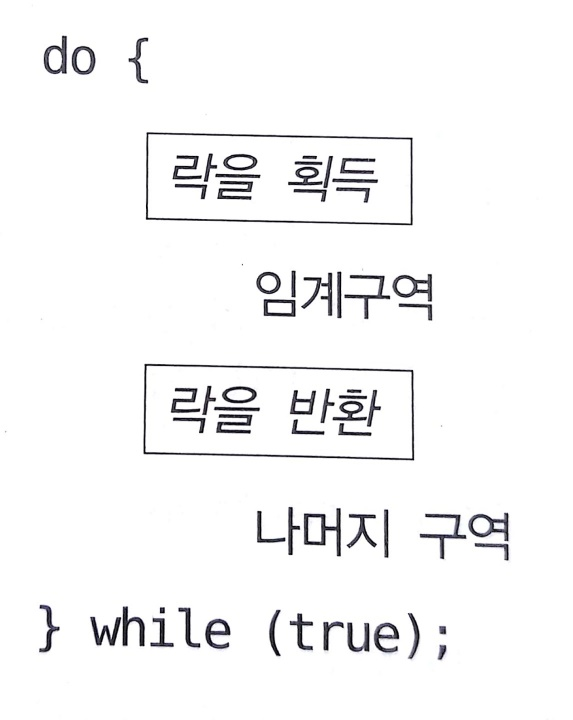 do {
락을 획득
임계구역
락을 반환
나머지 구역
} while (true);